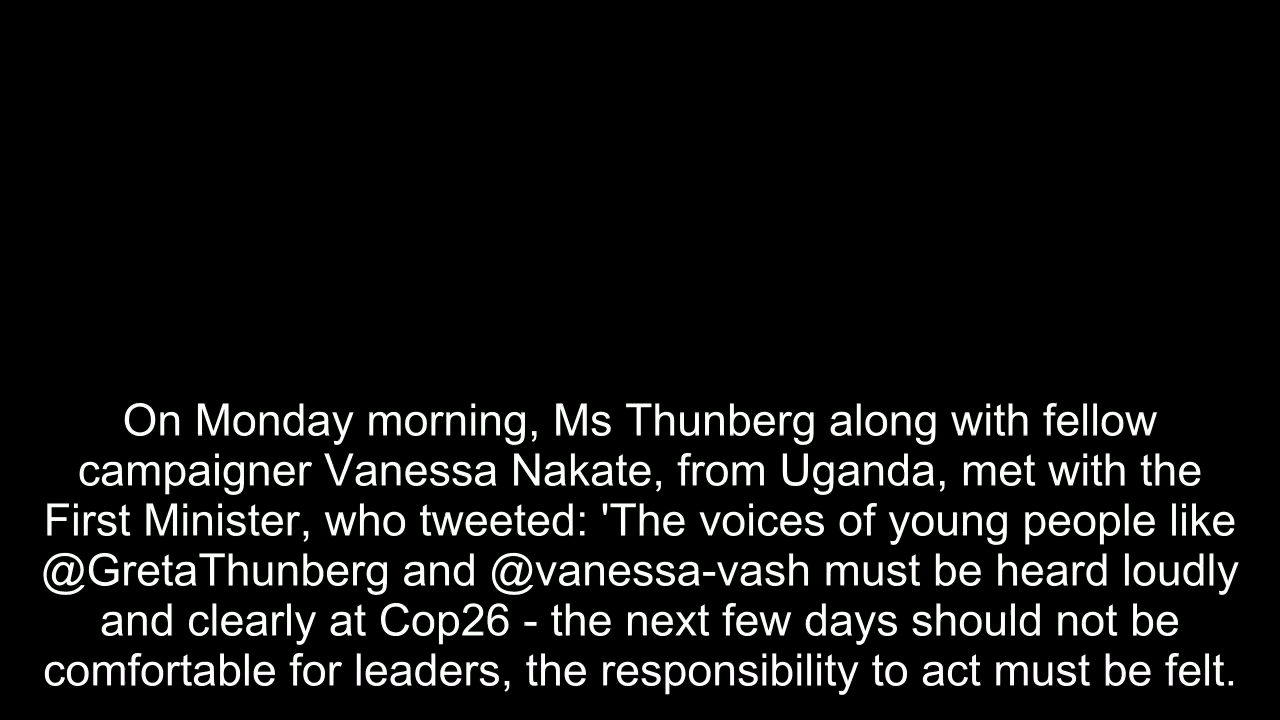 On Monday morning, Ms Thunberg along with fellow
campaigner Vanessa Nakate, from Uganda, met with the
First Minister, who tweeted: 'The voices of young people like
@GretaThunberg and @vanessa-vash must be heard loudly
and clearly at Cop26 - the next few days should not be
comfortable for leaders, the responsibility to act must be felt.